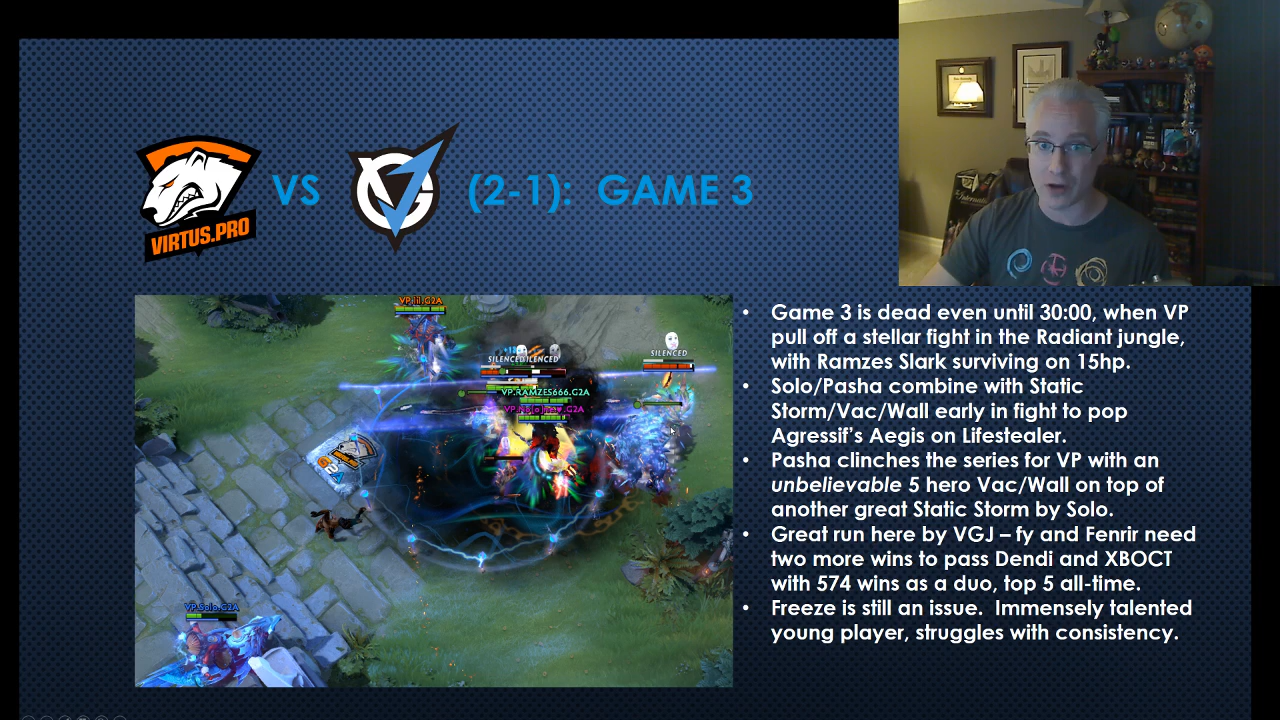 VIRTUS.PRO
VS
(2-1): GAME 3
VP.lil.G2A
SILENCED
SILENCED
SILENCED
VP.RAMZES666.G2A
VP.Solo.G2A
• Game 3 is dead even until 30:00, when VP
pull off a stellar fight in the Radiant jungle,
with Ramzes Slark surviving on 15hp.
• Solo/Pasha combine with Static
Storm/Vac/Wall early in fight to pop
Agressif's Aegis on Lifestealer.
• Pasha clinches the series for VP with an
unbelievable 5 hero Vac/Wall on top of
another great Static Storm by Solo.
• Great run here by VGJ – fy and Fenrir need
two more wins to pass Dendi and XBOCT
with 574 wins as a duo, top 5 all-time.
• Freeze is still an issue. Immensely talented
young player, struggles with consistency.